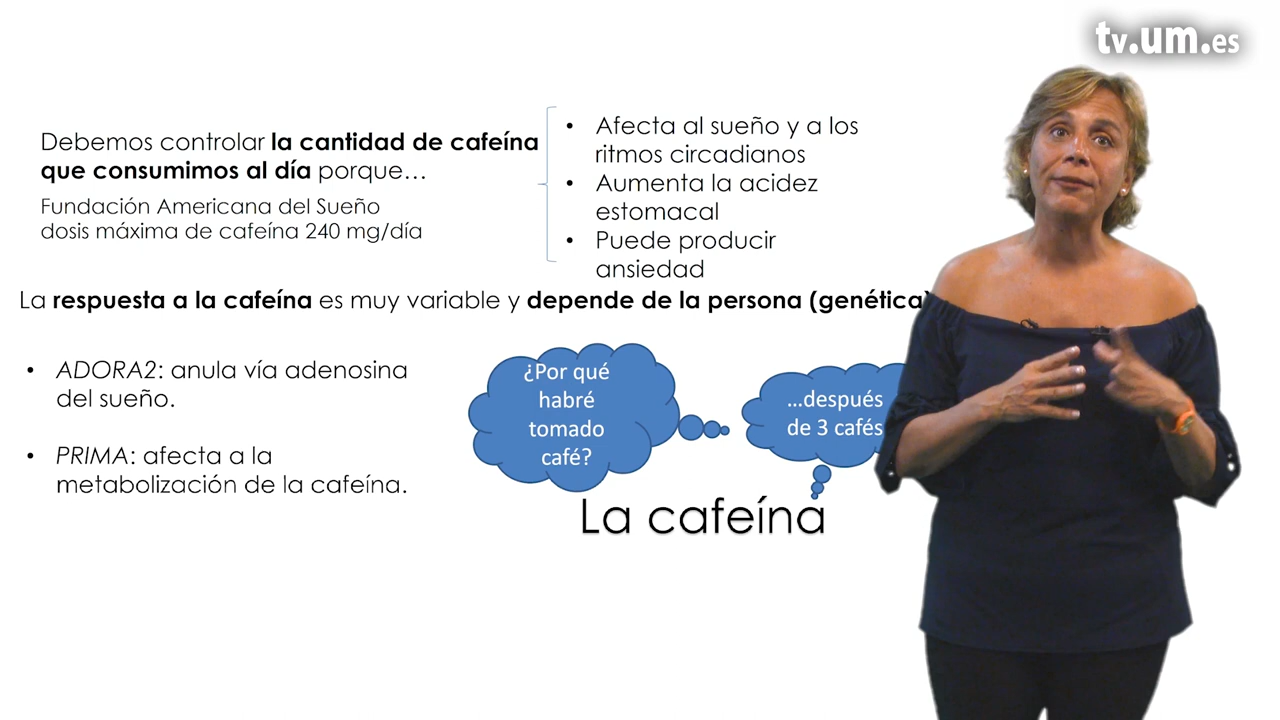 tv.um.es
Debemos controlar la cantidad de cafeína
que consumimos al día porque...
Fundación Americana del Sueño
dosis máxima de cafeína 240 mg/día
• Afecta al sueño y a los
ritmos circadianos
• Aumenta la acidez
estomacal
• Puede producir
ansiedad
La respuesta a la cafeína es muy variable y depende de la persona (genética)
• ADORA2: anula vía adenosina
del sueño.
• PRIMA: afecta a la
metabolización de la cafeína.
¿Por qué
habré
tomado
café?
...después
de 3 cafés
La cafeína